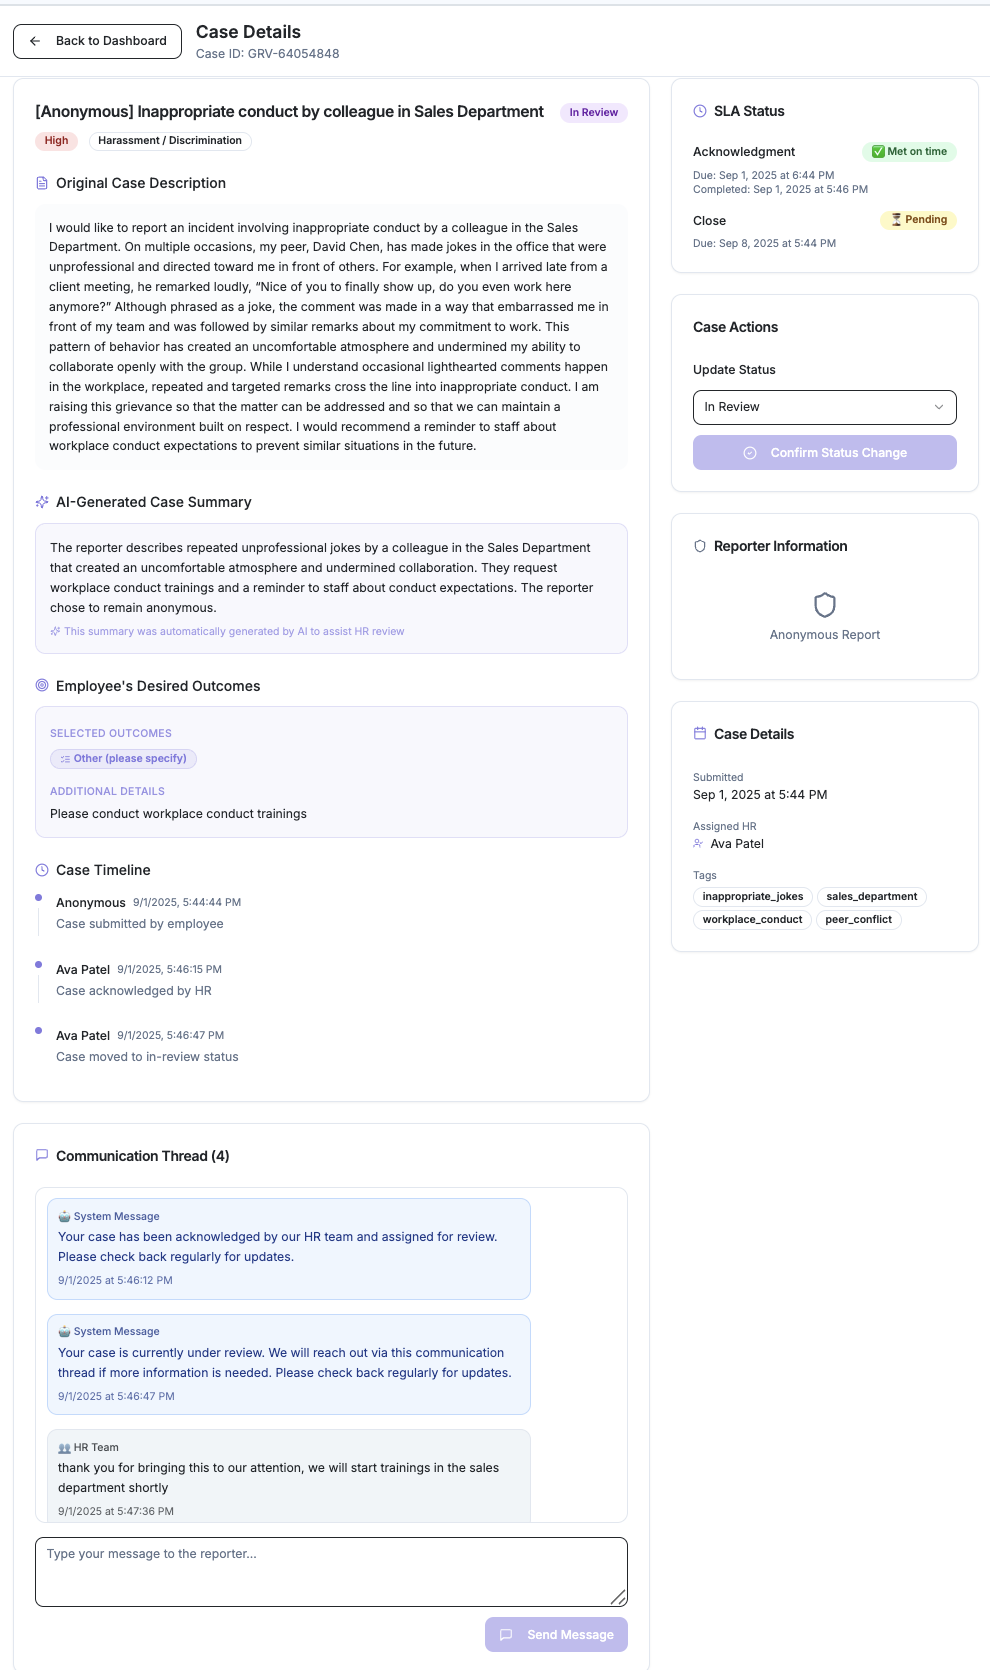 Back to Dashboard
Case Details
Case ID: GRV-64054848
[Anonymous] Inappropriate conduct by colleague in Sales Department
In Review
High
Harassment / Discrimination
Original Case Description
I would like to report an incident involving inappropriate conduct by a colleague in the Sales
Department. On multiple occasions, my peer, David Chen, has made jokes in the office that were
unprofessional and directed toward me in front of others. For example, when I arrived late from a
client meeting, he remarked loudly, “Nice of you to finally show up, do you even work here
anymore?” Although phrased as a joke, the comment was made in a way that embarrassed me in
front of my team and was followed by similar remarks about my commitment to work. This
pattern of behavior has created an uncomfortable atmosphere and undermined my ability to
collaborate openly with the group. While I understand occasional lighthearted comments happen
in the workplace, repeated and targeted remarks cross the line into inappropriate conduct. I am
raising this grievance so that the matter can be addressed and so that we can maintain a
professional environment built on respect. I would recommend a reminder to staff about
workplace conduct expectations to prevent similar situations in the future.
AI-Generated Case Summary
The reporter describes repeated unprofessional jokes by a colleague in the Sales Department
that created an uncomfortable atmosphere and undermined collaboration. They request
workplace conduct trainings and a reminder to staff about conduct expectations. The reporter
chose to remain anonymous.
This summary was automatically generated by AI to assist HR review
Employee's Desired Outcomes
SELECTED OUTCOMES
Other (please specify)
ADDITIONAL DETAILS
Please conduct workplace conduct trainings
Case Timeline
Anonymous 9/1/2025, 5:44:44 PM
Case submitted by employee
Ava Patel 9/1/2025, 5:46:15 PM
Case acknowledged by HR
Ava Patel 9/1/2025, 5:46:47 PM
Case moved to in-review status
Communication Thread (4)
System Message
Your case has been acknowledged by our HR team and assigned for review.
Please check back regularly for updates.
9/1/2025 at 5:46:12 PM
System Message
Your case is currently under review. We will reach out via this communication
thread if more information is needed. Please check back regularly for updates.
9/1/2025 at 5:46:47 PM
HR Team
thank you for bringing this to our attention, we will start trainings in the sales
department shortly
9/1/2025 at 5:47:36 PM
Type your message to the reporter...
Send Message
SLA Status
Acknowledgment
Met on time
Due: Sep 1, 2025 at 6:44 PM
Completed: Sep 1, 2025 at 5:46 PM
Close
Pending
Due: Sep 8, 2025 at 5:44 PM
Case Actions
Update Status
In Review
Confirm Status Change
Reporter Information
Anonymous Report
Case Details
Submitted
Sep 1, 2025 at 5:44 PM
Assigned HR
Ava Patel
Tags
inappropriate_jokes
sales_department
workplace_conduct
peer_conflict